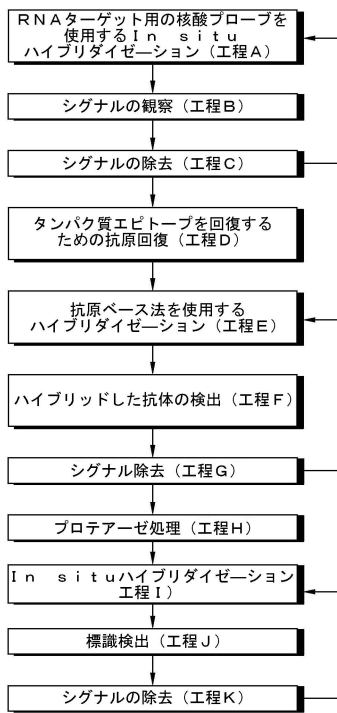 RNAターゲット用の核酸プローブを
使用するIn situ
ハイブリダイゼーション(工程A)
シグナルの観察(工程B)
シグナルの除去(工程C)
タンパク質エピトープを回復する
ための抗原回復(工程D)
抗原ベース法を使用する
ハイブリダイゼーション(工程E)
ハイブリッドした抗体の検出(工程F)
シグナル除去(工程G)
プロテアーゼ処理(工程H)
In situハイブリダイゼーション
工程I)
標識検出(工程J)
シグナルの除去(工程K)